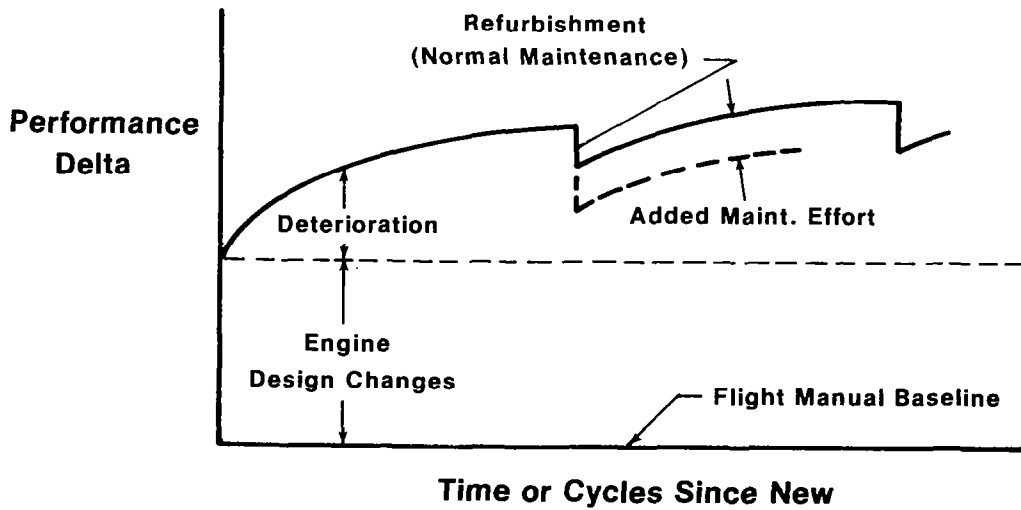 Refurbishment
(Normal Maintenance)
Performance
Delta
Deterioration
Added Maint. Effort
Engine
Design Changes
Flight Manual Baseline
Time or Cycles Since New